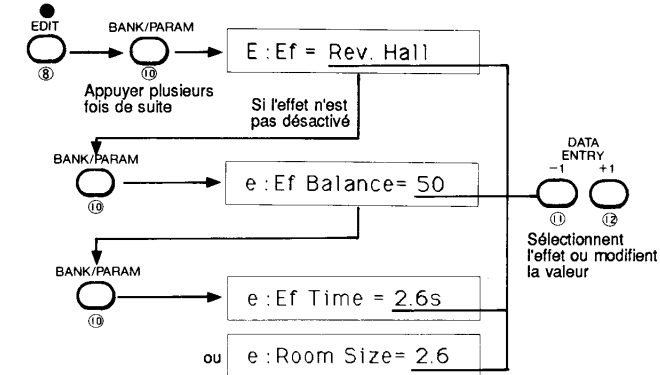 EDIT
BANK/PARAM
E:Ef = Rev. Hall
⑧
⑩
Appuyer plusieurs
fois de suite
Si l'effet n'est
pas désactivé
BANK/PARAM
e:Ef Balance= 50
⑩
DATA
ENTRY
−1 +1
⑪ ⑫
Sélectionnent
l'effet ou modifient
la valeur
BANK/PARAM
e:Ef Time = 2.6s
⑩
ou
e:Room Size= 2.6